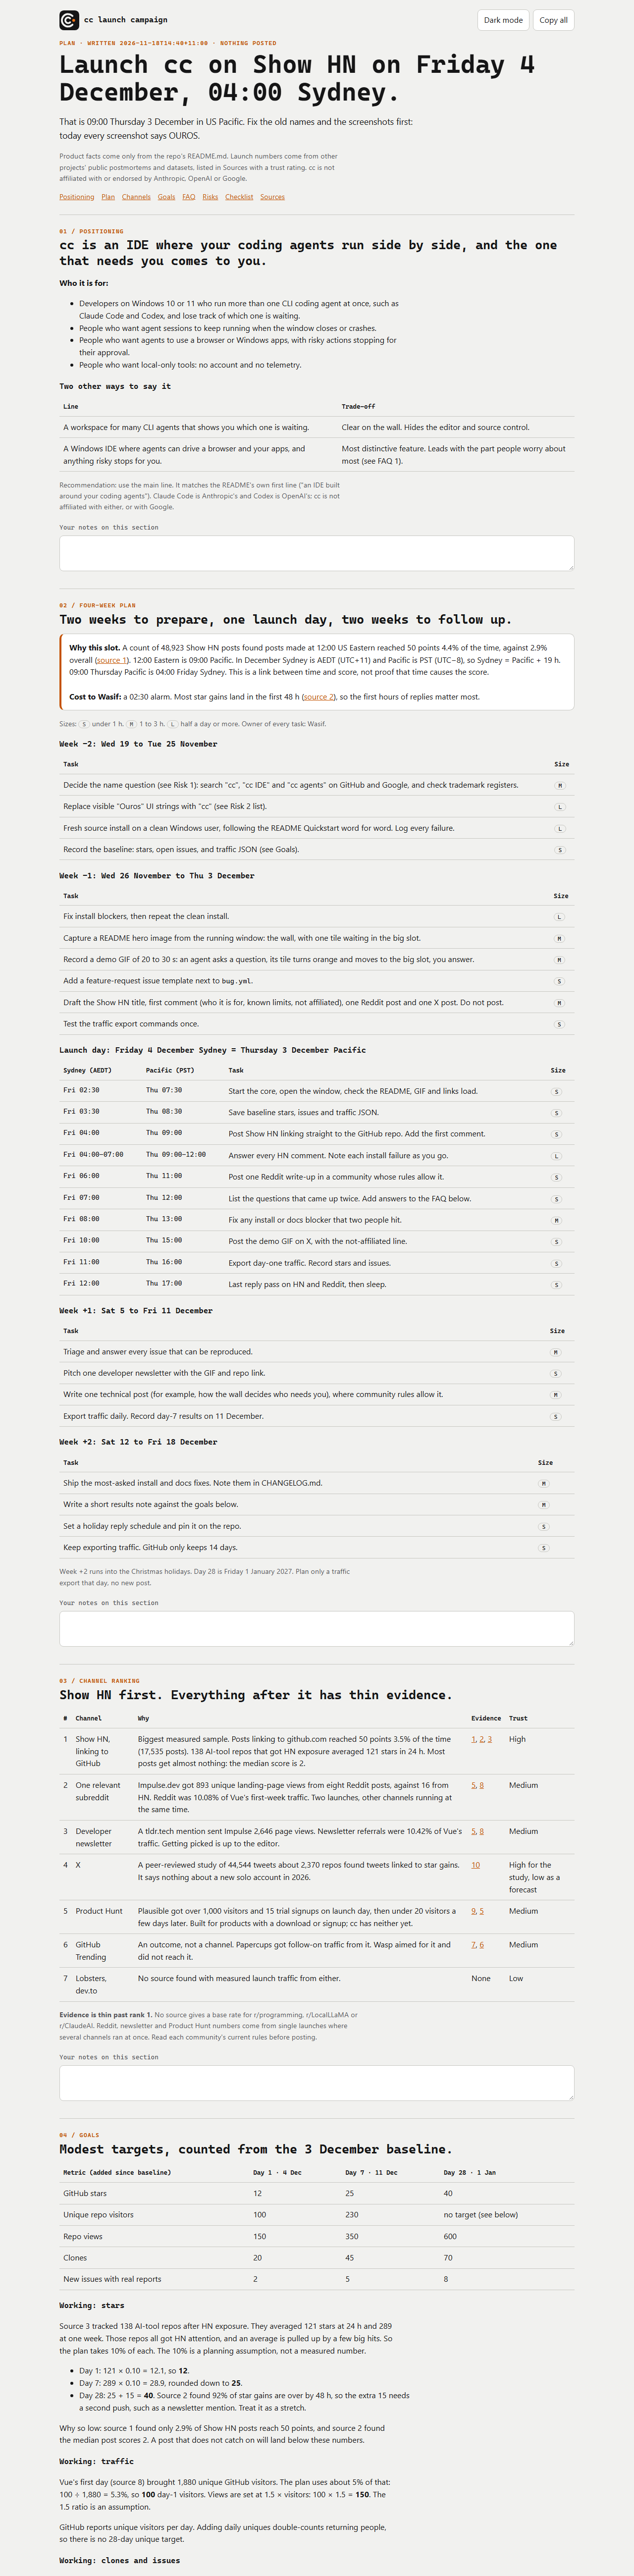 cc launch campaign
Dark mode
Copy all
PLAN · WRITTEN 2026-11-18T14:40+11:00 · NOTHING POSTED
Launch cc on Show HN on Friday 4
December, 04:00 Sydney.
That is 09:00 Thursday 3 December in US Pacific. Fix the old names and the screenshots first:
today every screenshot says OUROS.
Product facts come only from the repo's README.md. Launch numbers come from other
projects' public postmortems and datasets, listed in Sources with a trust rating. cc is not
affiliated with or endorsed by Anthropic, OpenAI or Google.
Positioning Plan Channels Goals FAQ Risks Checklist Sources
01 / POSITIONING
cc is an IDE where your coding agents run side by side, and the one
that needs you comes to you.
Who it is for:
• Developers on Windows 10 or 11 who run more than one CLI coding agent at once, such as
Claude Code and Codex, and lose track of which one is waiting.
• People who want agent sessions to keep running when the window closes or crashes.
• People who want agents to use a browser or Windows apps, with risky actions stopping for
their approval.
• People who want local-only tools: no account and no telemetry.
Two other ways to say it
Line Trade-off
A workspace for many CLI agents that shows you which one is waiting. Clear on the wall. Hides the editor and source control.
A Windows IDE where agents can drive a browser and your apps, and Most distinctive feature. Leads with the part people worry about
anything risky stops for you. most (see FAQ 1).
Recommendation: use the main line. It matches the README's own first line ("an IDE built
around your coding agents"). Claude Code is Anthropic's and Codex is OpenAI's; cc is not
affiliated with either, or with Google.
Your notes on this section
02 / FOUR-WEEK PLAN
Two weeks to prepare, one launch day, two weeks to follow up.
Why this slot. A count of 48,923 Show HN posts found posts made at 12:00 US Eastern reached 50 points 4.4% of the time, against 2.9%
overall (source 1). 12:00 Eastern is 09:00 Pacific. In December Sydney is AEDT (UTC+11) and Pacific is PST (UTC−8), so Sydney = Pacific + 19 h.
09:00 Thursday Pacific is 04:00 Friday Sydney. This is a link between time and score, not proof that time causes the score.
Cost to Wasif: a 02:30 alarm. Most star gains land in the first 48 h (source 2), so the first hours of replies matter most.
Sizes: S under 1 h. M 1 to 3 h. L half a day or more. Owner of every task: Wasif.
Week −2: Wed 19 to Tue 25 November
Task Size
Decide the name question (see Risk 1): search "cc", "cc IDE" and "cc agents" on GitHub and Google, and check trademark registers. M
Replace visible "Ouros" UI strings with "cc" (see Risk 2 list). L
Fresh source install on a clean Windows user, following the README Quickstart word for word. Log every failure. L
Record the baseline: stars, open issues, and traffic JSON (see Goals). S
Week −1: Wed 26 November to Thu 3 December
Task Size
Fix install blockers, then repeat the clean install. L
Capture a README hero image from the running window: the wall, with one tile waiting in the big slot. M
Record a demo GIF of 20 to 30 s: an agent asks a question, its tile turns orange and moves to the big slot, you answer. M
Add a feature-request issue template next to bug.yml. S
Draft the Show HN title, first comment (who it is for, known limits, not affiliated), one Reddit post and one X post. Do not post. M
Test the traffic export commands once. S
Launch day: Friday 4 December Sydney = Thursday 3 December Pacific
Sydney (AEDT) Pacific (PST) Task Size
Fri 02:30 Thu 07:30 Start the core, open the window, check the README, GIF and links load. S
Fri 03:30 Thu 08:30 Save baseline stars, issues and traffic JSON. S
Fri 04:00 Thu 09:00 Post Show HN linking straight to the GitHub repo. Add the first comment. S
Fri 04:00–07:00 Thu 09:00–12:00 Answer every HN comment. Note each install failure as you go. L
Fri 06:00 Thu 11:00 Post one Reddit write-up in a community whose rules allow it. S
Fri 07:00 Thu 12:00 List the questions that came up twice. Add answers to the FAQ below. S
Fri 08:00 Thu 13:00 Fix any install or docs blocker that two people hit. M
Fri 10:00 Thu 15:00 Post the demo GIF on X, with the not-affiliated line. S
Fri 11:00 Thu 16:00 Export day-one traffic. Record stars and issues. S
Fri 12:00 Thu 17:00 Last reply pass on HN and Reddit, then sleep. S
Week +1: Sat 5 to Fri 11 December
Task Size
Triage and answer every issue that can be reproduced. M
Pitch one developer newsletter with the GIF and repo link. S
Write one technical post (for example, how the wall decides who needs you), where community rules allow it. M
Export traffic daily. Record day-7 results on 11 December. S
Week +2: Sat 12 to Fri 18 December
Task Size
Ship the most-asked install and docs fixes. Note them in CHANGELOG.md. M
Write a short results note against the goals below. M
Set a holiday reply schedule and pin it on the repo. S
Keep exporting traffic. GitHub only keeps 14 days. S
Week +2 runs into the Christmas holidays. Day 28 is Friday 1 January 2027. Plan only a traffic
export that day, no new post.
Your notes on this section
03 / CHANNEL RANKING
Show HN first. Everything after it has thin evidence.
# Channel Why Evidence Trust
1 Show HN, Biggest measured sample. Posts linking to github.com reached 50 points 3.5% of the time 1, 2, 3 High
linking to (17,535 posts). 138 AI-tool repos that got HN exposure averaged 121 stars in 24 h. Most
GitHub posts get almost nothing: the median score is 2.
2 One relevant Impulse.dev got 893 unique landing-page views from eight Reddit posts, against 16 from 5, 8 Medium
subreddit HN. Reddit was 10.08% of Vue's first-week traffic. Two launches, other channels running at
the same time.
3 Developer A tldr.tech mention sent Impulse 2,646 page views. Newsletter referrals were 10.42% of Vue's 5, 8 Medium
newsletter traffic. Getting picked is up to the editor.
4 X A peer-reviewed study of 44,544 tweets about 2,370 repos found tweets linked to star gains. 10 High for the
It says nothing about a new solo account in 2026. study, low as a
forecast
5 Product Hunt Plausible got over 1,000 visitors and 15 trial signups on launch day, then under 20 visitors a 9, 5 Medium
few days later. Built for products with a download or signup; cc has neither yet.
6 GitHub An outcome, not a channel. Papercups got follow-on traffic from it. Wasp aimed for it and 7, 6 Medium
Trending did not reach it.
7 Lobsters, No source found with measured launch traffic from either. None Low
dev.to
Evidence is thin past rank 1. No source gives a base rate for r/programming, r/LocalLLaMA or
r/ClaudeAI. Reddit, newsletter and Product Hunt numbers come from single launches where
several channels ran at once. Read each community's current rules before posting.
Your notes on this section
04 / GOALS
Modest targets, counted from the 3 December baseline.
Metric (added since baseline) Day 1 · 4 Dec Day 7 · 11 Dec Day 28 · 1 Jan
GitHub stars 12 25 40
Unique repo visitors 100 230 no target (see below)
Repo views 150 350 600
Clones 20 45 70
New issues with real reports 2 5 8
Working: stars
Source 3 tracked 138 AI-tool repos after HN exposure. They averaged 121 stars at 24 h and 289
at one week. Those repos all got HN attention, and an average is pulled up by a few big hits. So
the plan takes 10% of each. The 10% is a planning assumption, not a measured number.
• Day 1: 121 × 0.10 = 12.1, so 12.
• Day 7: 289 × 0.10 = 28.9, rounded down to 25.
• Day 28: 25 + 15 = 40. Source 2 found 92% of star gains are over by 48 h, so the extra 15 needs
a second push, such as a newsletter mention. Treat it as a stretch.
Why so low: source 1 found only 2.9% of Show HN posts reach 50 points, and source 2 found
the median post scores 2. A post that does not catch on will land below these numbers.
Working: traffic
Vue's first day (source 8) brought 1,880 unique GitHub visitors. The plan uses about 5% of that:
100 ÷ 1,880 = 5.3%, so 100 day-1 visitors. Views are set at 1.5 × visitors: 100 × 1.5 = 150. The
1.5 ratio is an assumption.
GitHub reports unique visitors per day. Adding daily uniques double-counts returning people,
so there is no 28-day unique target.
Working: clones and issues